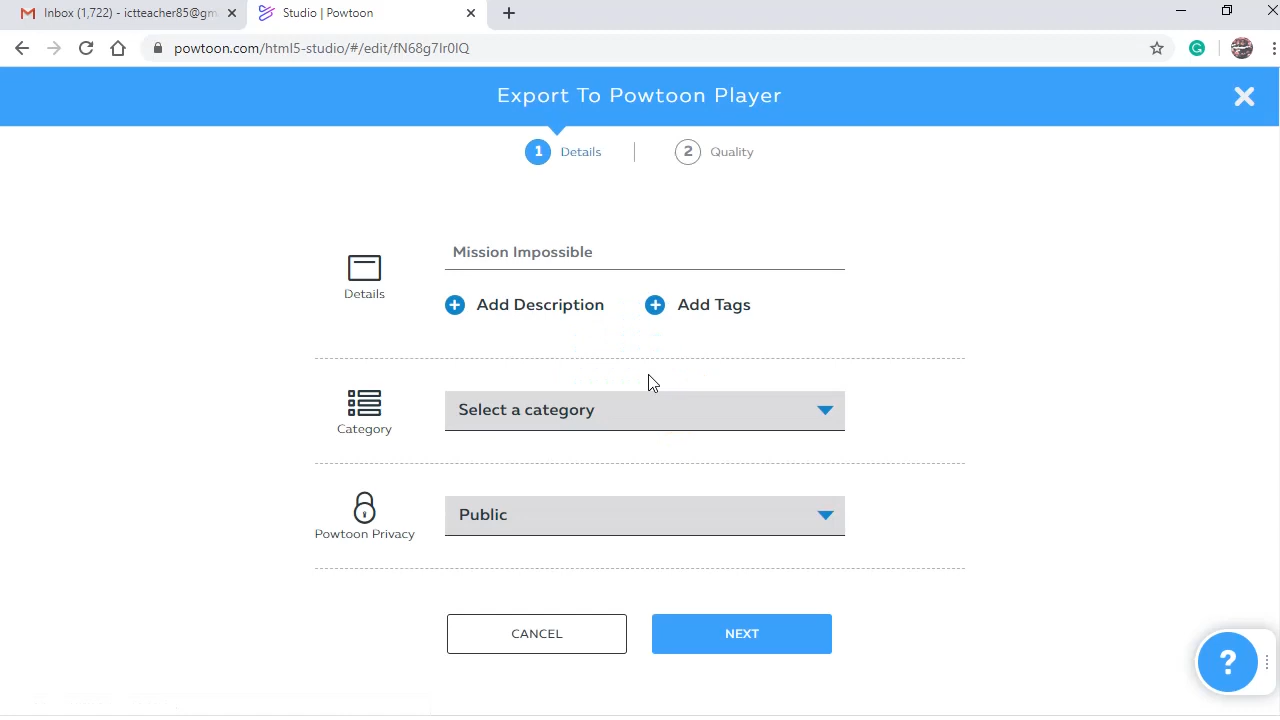 Inbox (1,722) - ictteacher85@gm
Studio | Powtoon
powtoon.com/html5-studio/#/edit/fN68g7Ir0IQ
Export To Powtoon Player
1 Details
2 Quality
Mission Impossible
Details
Add Description
Add Tags
Select a category
Category
Public
Powtoon Privacy
CANCEL
NEXT
?